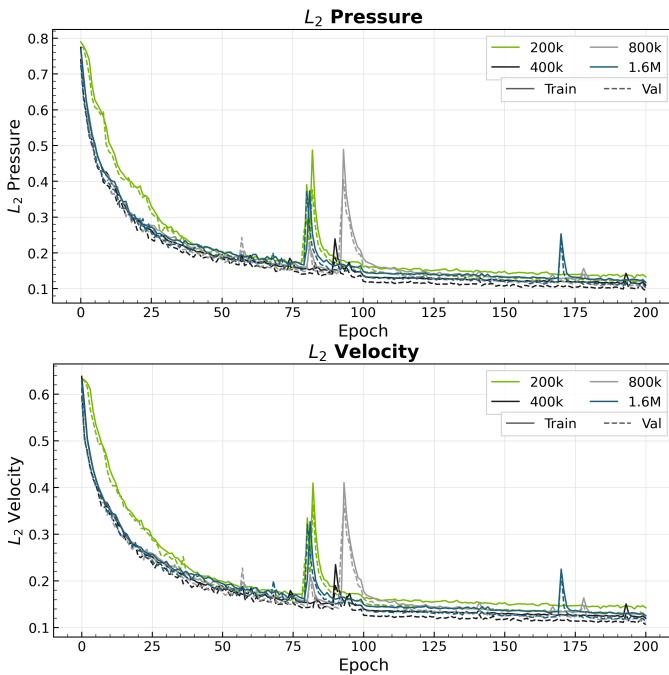 L₂ Pressure
0.8
0.7
0.6
0.5
0.4
0.3
0.2
0.1
L₂ Pressure
200k 800k
400k 1.6M
Train Val
0 25 50 75 100 125 150 175 200
Epoch
L₂ Velocity
0.6
0.5
0.4
0.3
0.2
0.1
L₂ Velocity
200k 800k
400k 1.6M
Train Val
0 25 50 75 100 125 150 175 200
Epoch